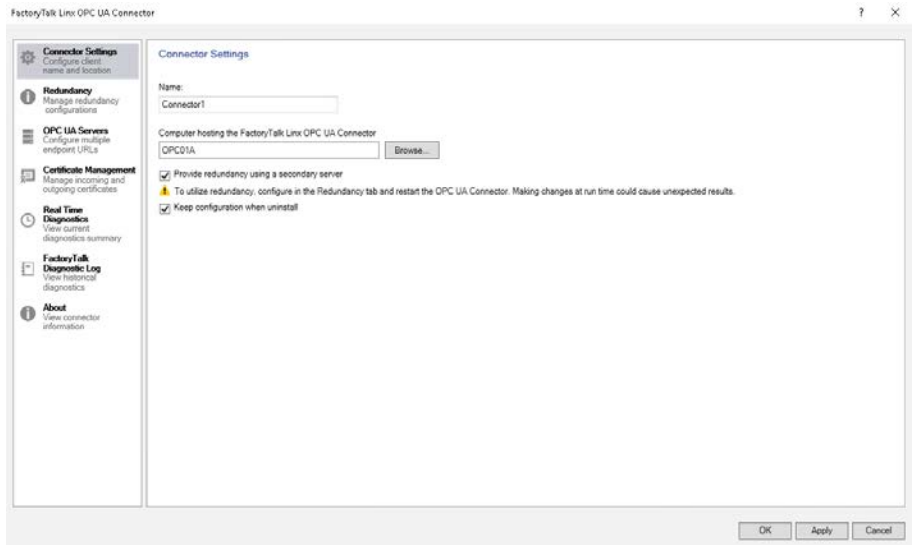 FactoryTalk Linx OPC UA Connector
? ×
Connector Settings
Configure client
name and location
Redundancy
Manage redundancy
configurations
OPC UA Servers
Configure multiple
endpoint URLs
Certificate Management
Manage incoming and
outgoing certificates
Real Time
Diagnostics
View current
diagnostics summary
FactoryTalk
Diagnostic Log
View historical
diagnostics
About
View connector
information
Connector Settings
Name:
Connector1
Computer hosting the FactoryTalk Linx OPC UA Connector
OPC01A
Browse...
Provide redundancy using a secondary server
To utilize redundancy, configure in the Redundancy tab and restart the OPC UA Connector. Making changes at run time could cause unexpected results.
Keep configuration when uninstall
OK Apply Cancel